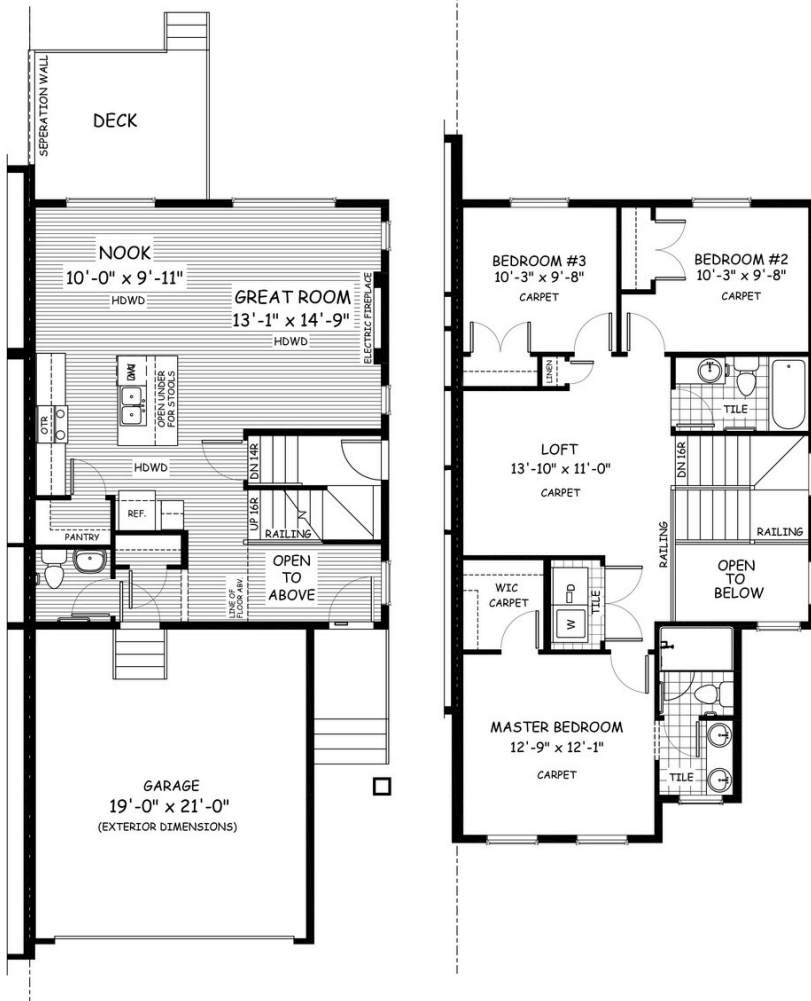 SEPERATION WALL
DECK
NOOK
10'-0" x 9'-11"
HDWD
GREAT ROOM
13'-1" x 14'-9"
HDWD
ELECTRIC FIREPLACE
OPEN UNDER
FOR STOOLS
OTR
HDWD
DN 14R
REF.
UP 16R
RAILING
PANTRY
OPEN
TO
ABOVE
LINE OF
FLOOR ABV.
GARAGE
19'-0" x 21'-0"
(EXTERIOR DIMENSIONS)
BEDROOM #3
10'-3" x 9'-8"
CARPET
BEDROOM #2
10'-3" x 9'-8"
CARPET
LINEN
TILE
LOFT
13'-10" x 11'-0"
CARPET
DN 16R
RAILING
RAILING
OPEN
TO
BELOW
WIC
CARPET
D
W
TILE
MASTER BEDROOM
12'-9" x 12'-1"
CARPET
TILE